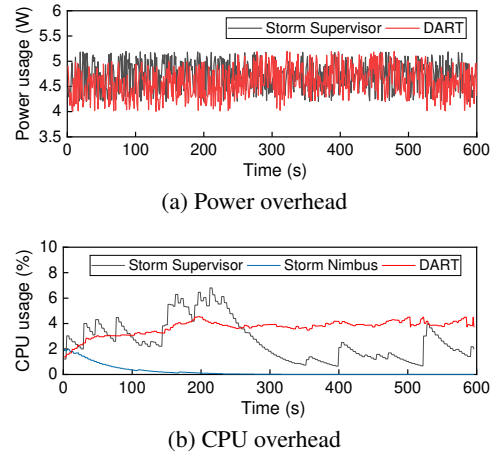 Power usage (W)
6
5.5
5
4.5
4
3.5
Storm Supervisor DART
0 100 200 300 400 500 600
Time (s)
(a) Power overhead
CPU usage (%)
10
8
6
4
2
0
Storm Supervisor Storm Nimbus DART
0 100 200 300 400 500 600
Time (s)
(b) CPU overhead